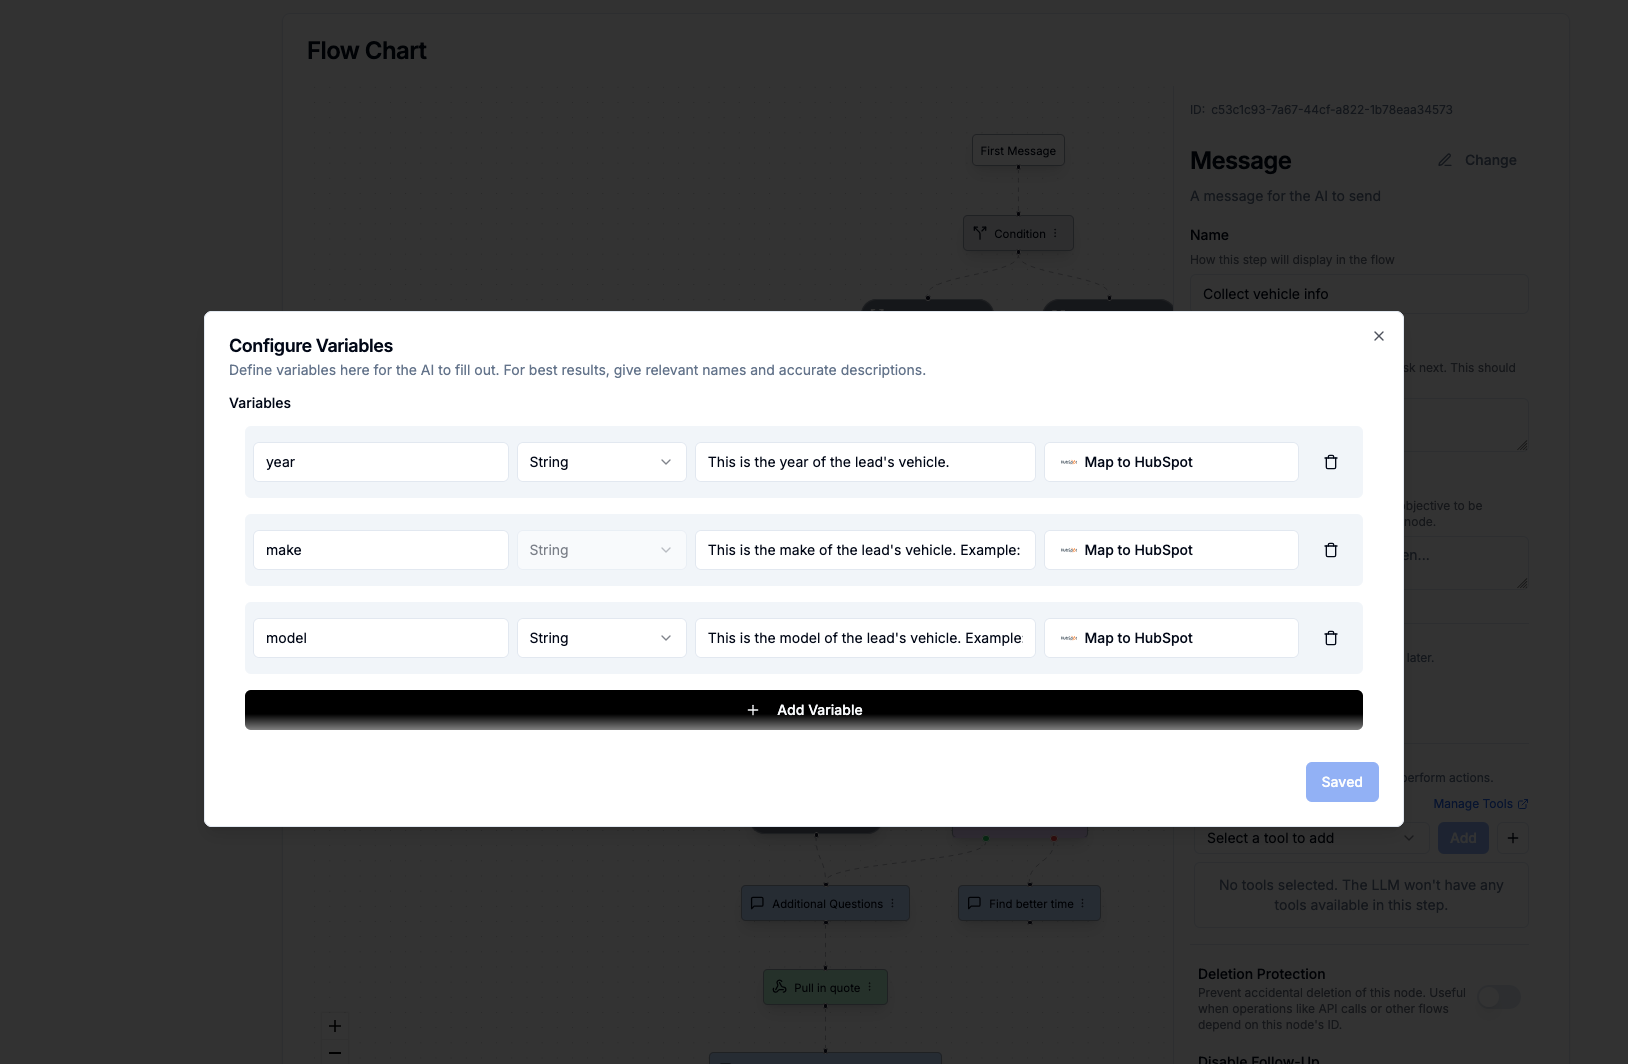 Flow Chart
ID: c53c1c93-7a67-44cf-a822-1b78eaa34573
First Message
Message
Change
A message for the AI to send
Condition
Name
How this step will display in the flow
Collect vehicle info
Configure Variables
Define variables here for the AI to fill out. For best results, give relevant names and accurate descriptions.
sk next. This should
Variables
year
String
This is the year of the lead's vehicle.
Map to HubSpot
objective to be
node.
make
String
This is the make of the lead's vehicle. Example:
Map to HubSpot
en...
model
String
This is the model of the lead's vehicle. Example:
Map to HubSpot
later.
Add Variable
Saved
perform actions.
Manage Tools
Select a tool to add
Add
No tools selected. The LLM won't have any
tools available in this step.
Additional Questions
Find better time
Deletion Protection
Pull in quote
Prevent accidental deletion of this node. Useful
when operations like API calls or other flows
depend on this node's ID.
Disable Follow-Up